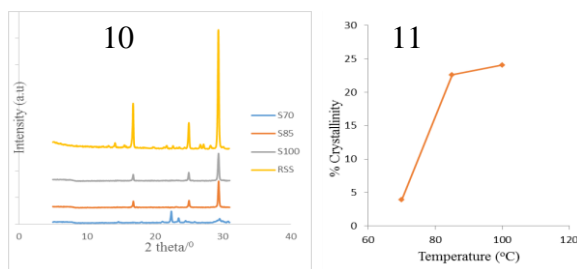 10
Intensity (a.u)
S70
S85
S100
RSS
0
10
20
30
40
2 theta/⁰
11
% Crystallinity
30
25
20
15
10
5
0
60
80
100
120
Temperature (°C)